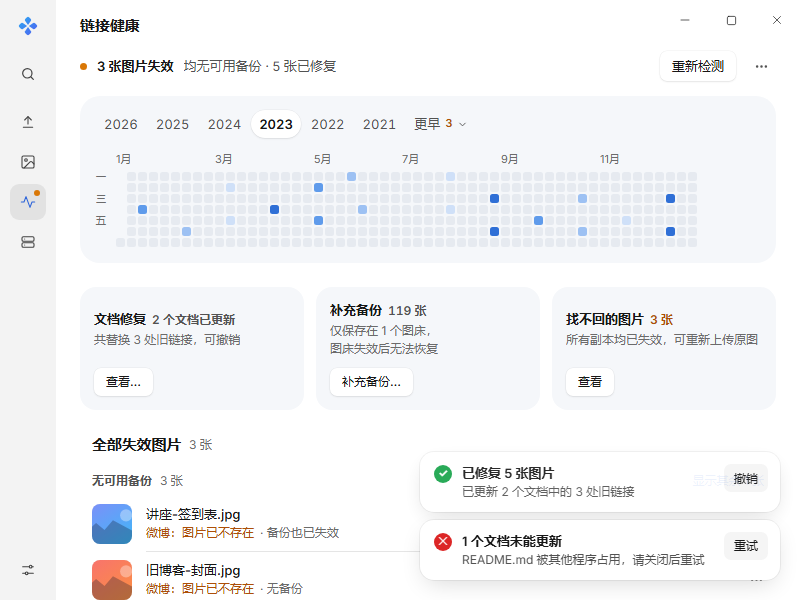 链接健康
3 张图片失效 均无可用备份 · 5 张已修复
重新检测
2026 2025 2024 2023 2022 2021 更早 3
1月 3月 5月 7月 9月 11月
一
三
五
文档修复 2 个文档已更新
共替换 3 处旧链接，可撤销
查看...
补充备份 119 张
仅保存在 1 个图床，
图床失效后无法恢复
补充备份...
找不回的图片 3 张
所有副本均已失效，可重新上传原图
查看
全部失效图片 3 张
无可用备份 3 张
讲座-签到表.jpg
微博：图片已不存在 · 备份也已失效
旧博客-封面.jpg
微博：图片已不存在 · 无备份
已修复 5 张图片
已更新 2 个文档中的 3 处旧链接
撤销
1 个文档未能更新
README.md 被其他程序占用，请关闭后重试
重试